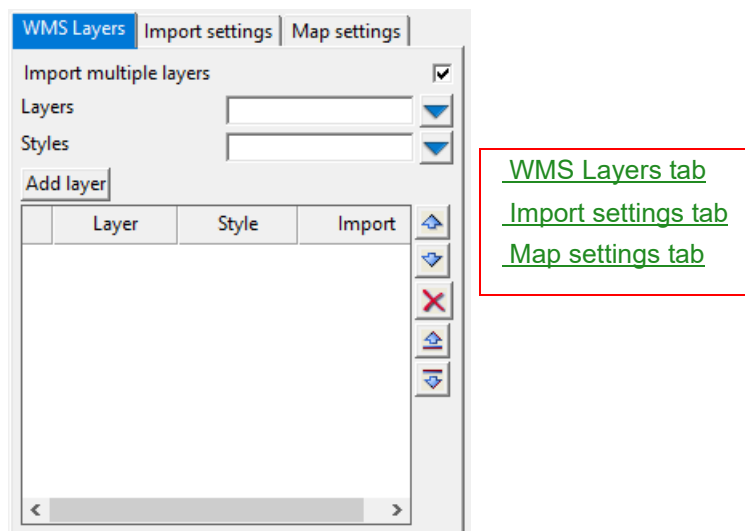 WMS Layers Import settings Map settings
Import multiple layers
Layers
Styles
Add layer
Layer Style Import
WMS Layers tab
Import settings tab
Map settings tab